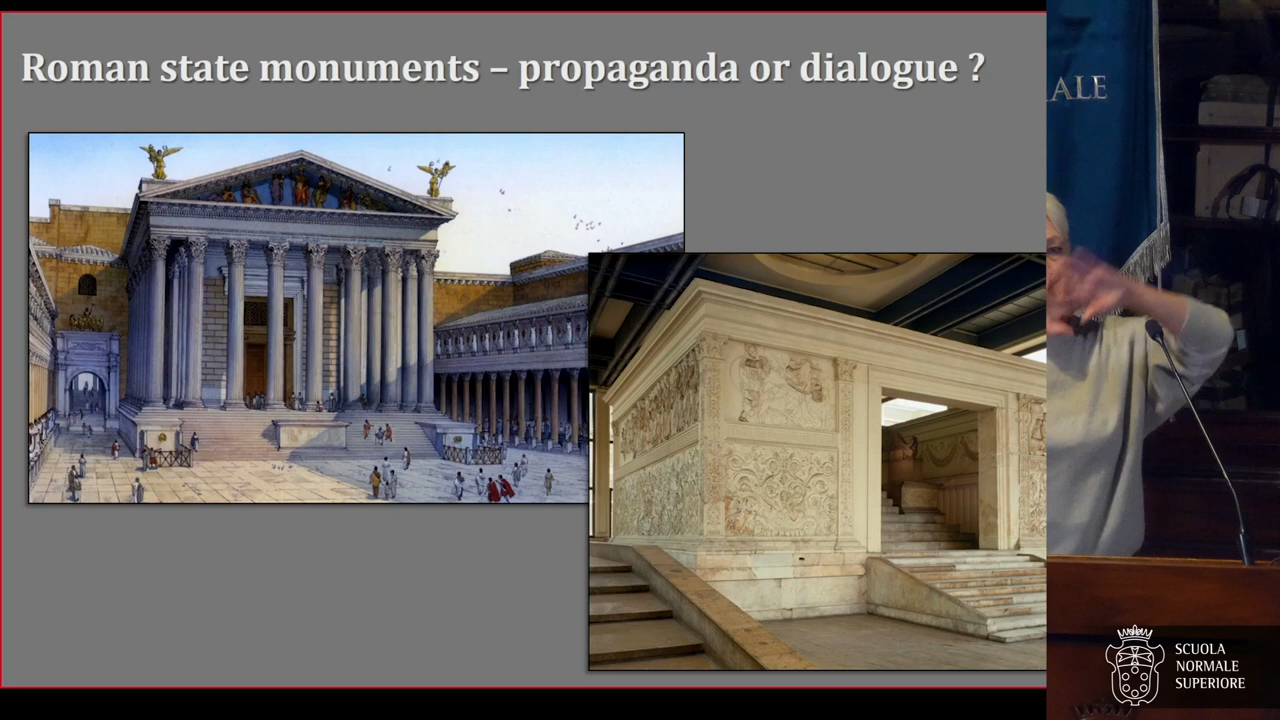 Roman state monuments – propaganda or dialogue ?
ALE
SCUOLA
NORMALE
SUPERIORE